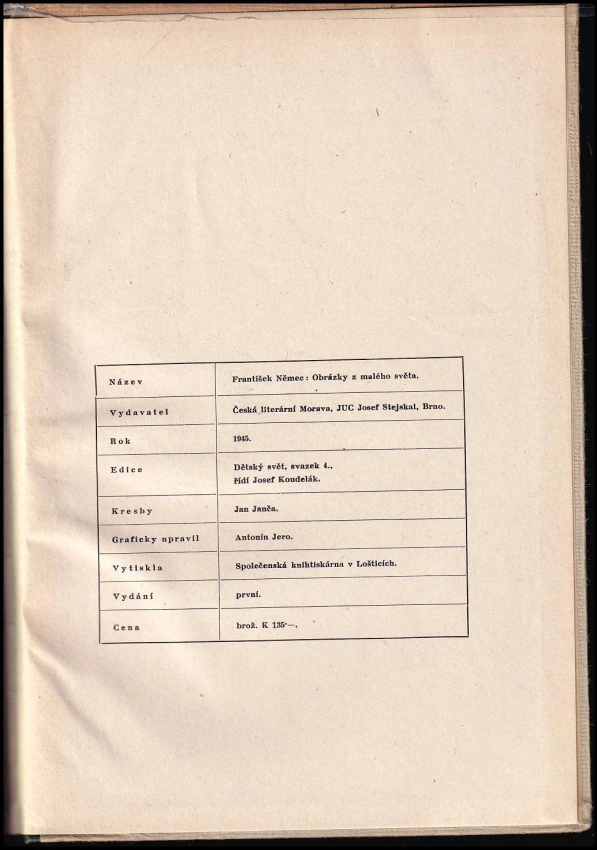 Název František Němec: Obrázky z malého světa.
Vydavatel Česká literární Morava, JUC Josef Stejskal, Brno.
Rok 1945.
Edice Dětský svět, svazek 4.,
řídí Josef Koudelák.
Kresby Jan Janča.
Graficky upravil Antonín Jero.
Vytiskla Společenská knihtiskárna v Lošticích.
Vydání první.
Cena brož. K 135·—.